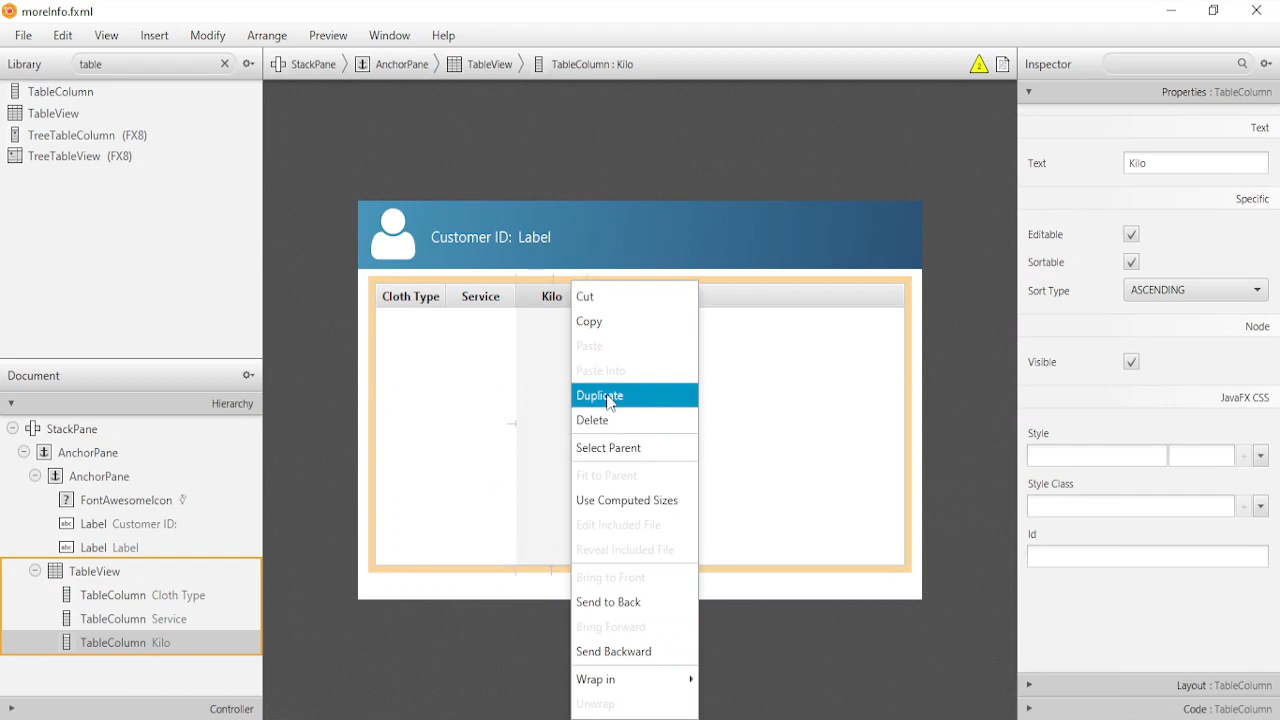 moreInfo.fxml
File Edit View Insert Modify Arrange Preview Window Help
Library table
StackPane AnchorPane TableView TableColumn : Kilo
2
Inspector
TableColumn
TableView
TreeTableColumn (FX8)
TreeTableView (FX8)
Document
Hierarchy
StackPane
AnchorPane
AnchorPane
FontAwesomeIcon
Label Customer ID:
Label Label
TableView
TableColumn Cloth Type
TableColumn Service
TableColumn Kilo
Controller
Customer ID: Label
Cloth Type Service Kilo
Cut
Copy
Paste
Paste Into
Duplicate
Delete
Select Parent
Fit to Parent
Use Computed Sizes
Edit Included File
Reveal Included File
Bring to Front
Send to Back
Bring Forward
Send Backward
Wrap in
Unwrap
Properties : TableColumn
Text
Text Kilo
Specific
Editable
Sortable
Sort Type ASCENDING
Node
Visible
JavaFX CSS
Style
Style Class
Id
Layout : TableColumn
Code : TableColumn